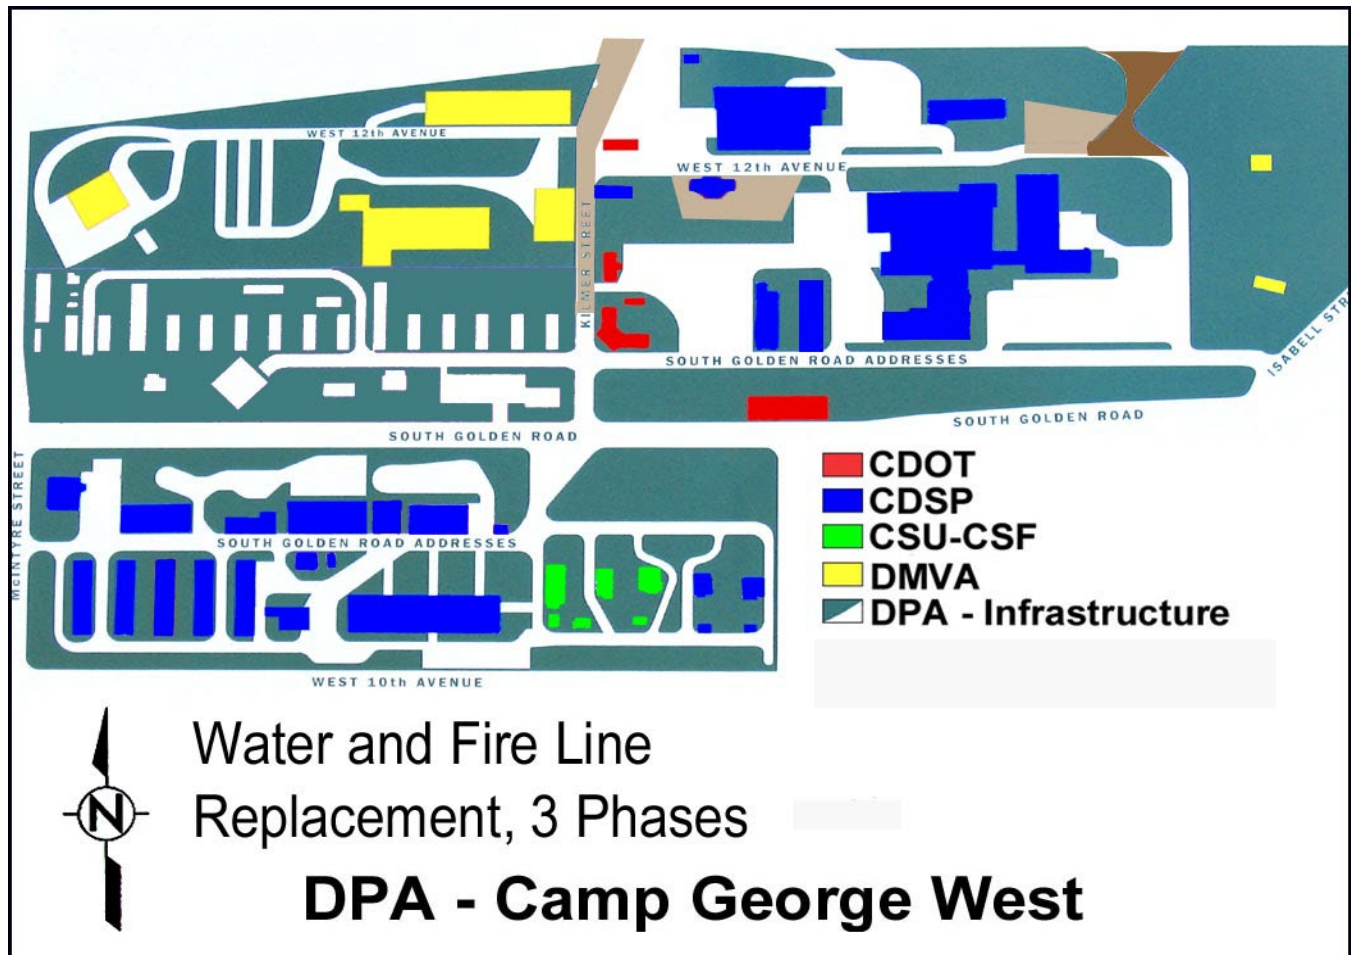 WEST 12th AVENUE
WEST 12th AVENUE
KILMER STREET
ISABELL STR
SOUTH GOLDEN ROAD ADDRESSES
SOUTH GOLDEN ROAD
SOUTH GOLDEN ROAD
McINTYRE STREET
SOUTH GOLDEN ROAD ADDRESSES
WEST 10th AVENUE
CDOT
CDSP
CSU-CSF
DMVA
DPA - Infrastructure
N
Water and Fire Line
Replacement, 3 Phases
DPA - Camp George West